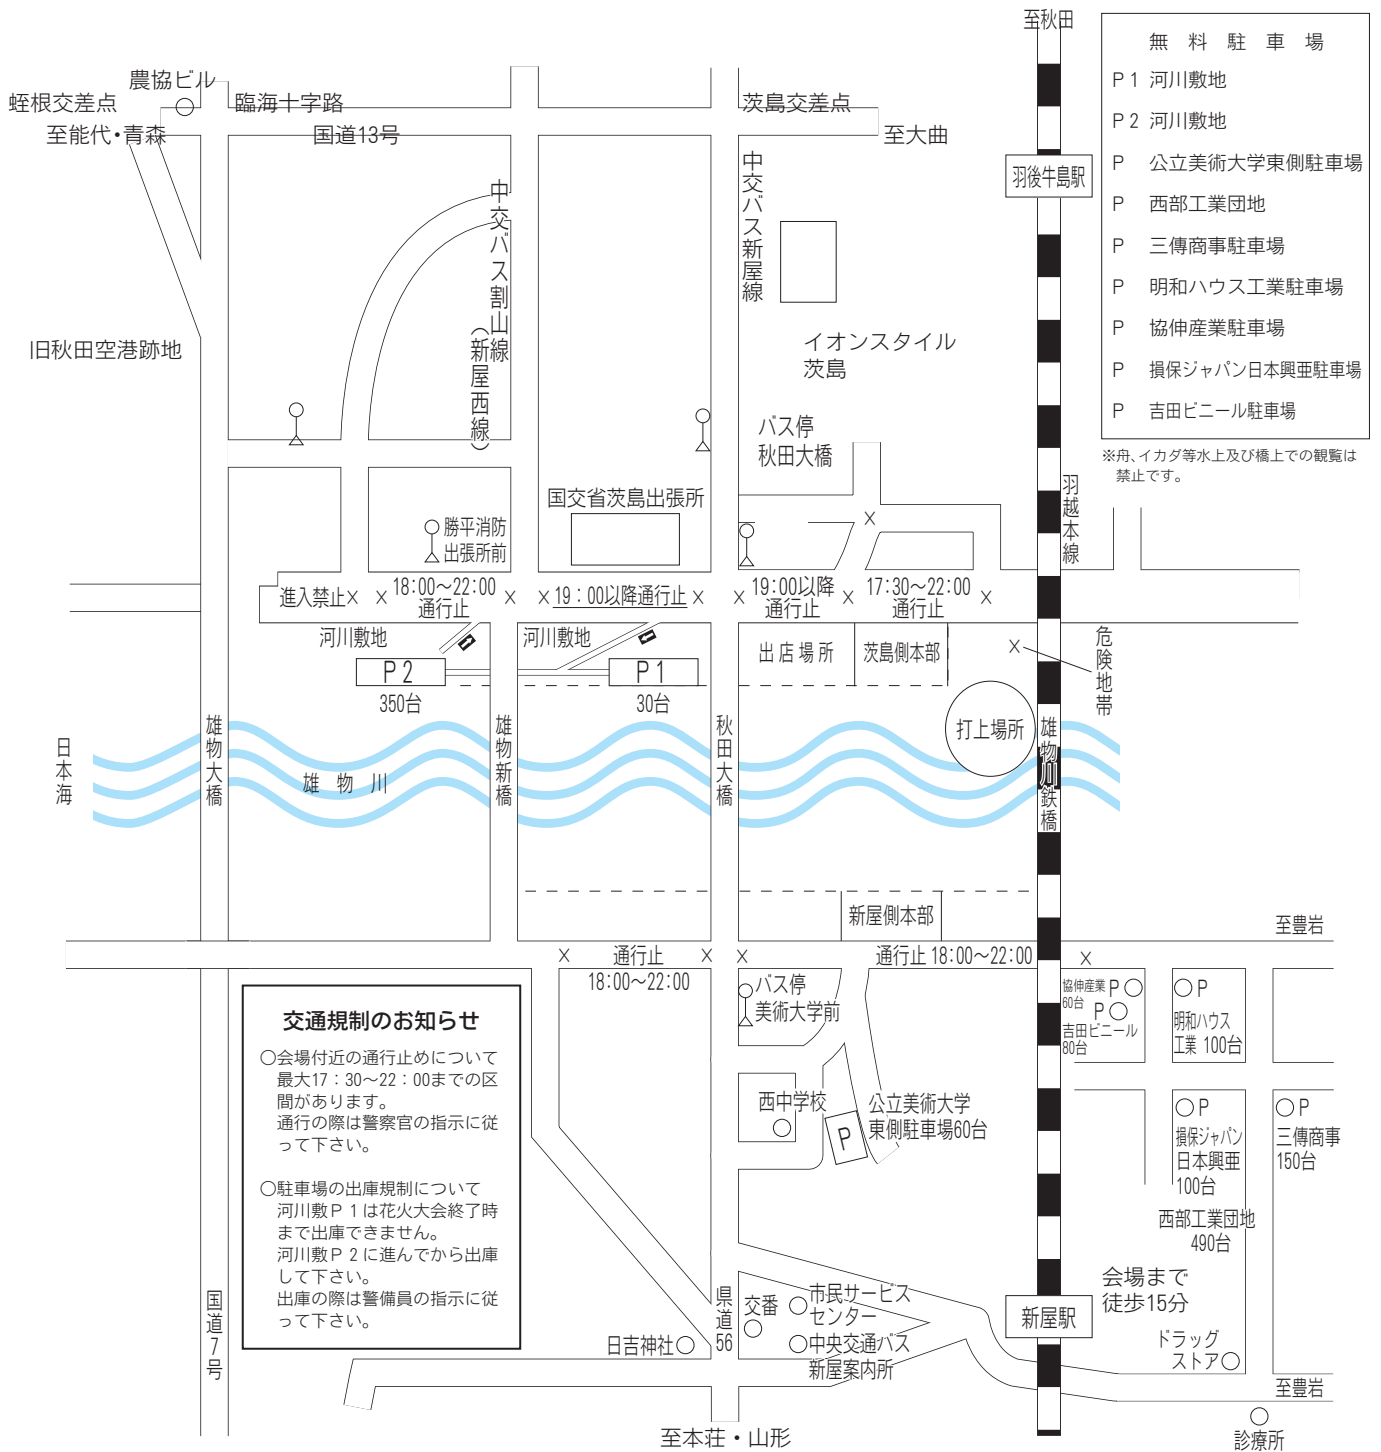 至秋田
無料駐車場
P1 河川敷地
P2 河川敷地
P 公立美術大学東側駐車場
P 西部工業団地
P 三傳商事駐車場
P 明和ハウス工業駐車場
P 協伸産業駐車場
P 損保ジャパン日本興亜駐車場
P 吉田ビニール駐車場
※舟、イカダ等水上及び橋上での観覧は
禁止です。
農協ビル
蛭根交差点
臨海十字路
茨島交差点
至能代・青森
国道13号
至大曲
羽後牛島駅
中交バス新屋線
中交バス割山線
(新屋西線)
旧秋田空港跡地
イオンスタイル
茨島
バス停
秋田大橋
羽越本線
国交省茨島出張所
勝平消防
出張所前
進入禁止×
× 18:00〜22:00 ×
通行止
× 19：00以降通行止 ×
× 19:00以降 ×
通行止
17:30〜22:00 ×
通行止
×
河川敷地
河川敷地
出店場所
茨島側本部
×
危険地帯
P2
350台
P1
30台
打上場所
日本海
雄物大橋
雄物川
雄物新橋
秋田大橋
雄物川鉄橋
新屋側本部
至豊岩
× 通行止 ×
18:00〜22:00
× 通行止 18:00〜22:00 ×
バス停
美術大学前
協伸産業 P
60台
P
吉田ビニール
80台
P
明和ハウス
工業 100台
交通規制のお知らせ
○会場付近の通行止めについて
最大17：30〜22：00までの区
間があります。
通行の際は警察官の指示に従
って下さい。
○駐車場の出庫規制について
河川敷P1は花火大会終了時
まで出庫できません。
河川敷P2に進んでから出庫
して下さい。
出庫の際は警備員の指示に従
って下さい。
西中学校
P
公立美術大学
東側駐車場60台
P
損保ジャパン
日本興亜
100台
P
三傳商事
150台
西部工業団地
490台
会場まで
徒歩15分
新屋駅
国道7号
県道56
交番
市民サービス
センター
中央交通バス
新屋案内所
日吉神社
ドラッグ
ストア
至豊岩
至本荘・山形
診療所